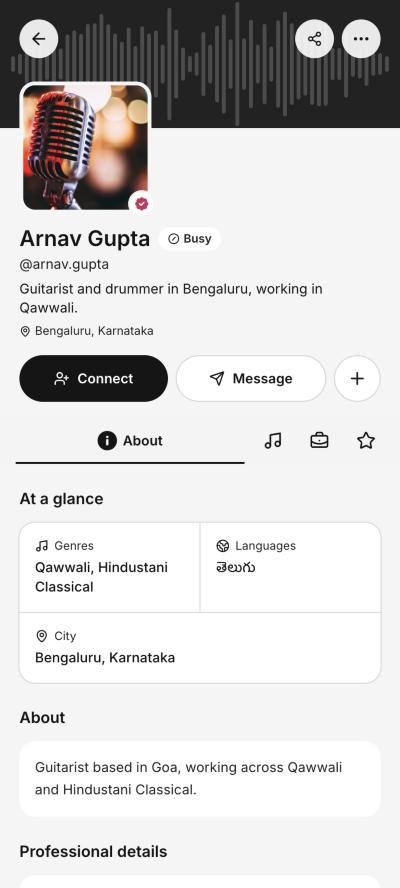 Arnav Gupta
Busy
@arnav.gupta
Guitarist and drummer in Bengaluru, working in
Qawwali.
Bengaluru, Karnataka
Connect
Message
About
At a glance
Genres
Qawwali, Hindustani
Classical
Languages
తెలుగు
City
Bengaluru, Karnataka
About
Guitarist based in Goa, working across Qawwali
and Hindustani Classical.
Professional details